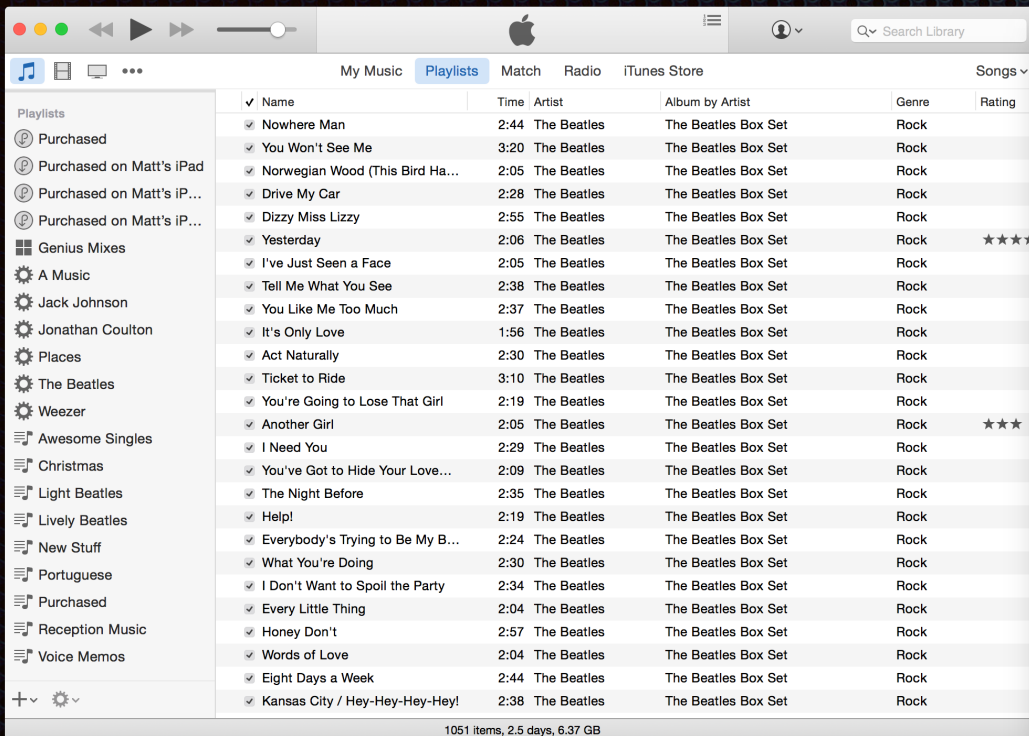 Search Library
My Music Playlists Match Radio iTunes Store Songs
Playlists
Purchased
Purchased on Matt's iPad
Purchased on Matt's iP...
Purchased on Matt's iP...
Genius Mixes
A Music
Jack Johnson
Jonathan Coulton
Places
The Beatles
Weezer
Awesome Singles
Christmas
Light Beatles
Lively Beatles
New Stuff
Portuguese
Purchased
Reception Music
Voice Memos
Name Time Artist Album by Artist Genre Rating
Nowhere Man 2:44 The Beatles The Beatles Box Set Rock
You Won't See Me 3:20 The Beatles The Beatles Box Set Rock
Norwegian Wood (This Bird Ha... 2:05 The Beatles The Beatles Box Set Rock
Drive My Car 2:28 The Beatles The Beatles Box Set Rock
Dizzy Miss Lizzy 2:55 The Beatles The Beatles Box Set Rock
Yesterday 2:06 The Beatles The Beatles Box Set Rock
I've Just Seen a Face 2:05 The Beatles The Beatles Box Set Rock
Tell Me What You See 2:38 The Beatles The Beatles Box Set Rock
You Like Me Too Much 2:37 The Beatles The Beatles Box Set Rock
It's Only Love 1:56 The Beatles The Beatles Box Set Rock
Act Naturally 2:30 The Beatles The Beatles Box Set Rock
Ticket to Ride 3:10 The Beatles The Beatles Box Set Rock
You're Going to Lose That Girl 2:19 The Beatles The Beatles Box Set Rock
Another Girl 2:05 The Beatles The Beatles Box Set Rock
I Need You 2:29 The Beatles The Beatles Box Set Rock
You've Got to Hide Your Love... 2:09 The Beatles The Beatles Box Set Rock
The Night Before 2:35 The Beatles The Beatles Box Set Rock
Help! 2:19 The Beatles The Beatles Box Set Rock
Everybody's Trying to Be My B... 2:24 The Beatles The Beatles Box Set Rock
What You're Doing 2:30 The Beatles The Beatles Box Set Rock
I Don't Want to Spoil the Party 2:34 The Beatles The Beatles Box Set Rock
Every Little Thing 2:04 The Beatles The Beatles Box Set Rock
Honey Don't 2:57 The Beatles The Beatles Box Set Rock
Words of Love 2:04 The Beatles The Beatles Box Set Rock
Eight Days a Week 2:44 The Beatles The Beatles Box Set Rock
Kansas City / Hey-Hey-Hey-Hey! 2:38 The Beatles The Beatles Box Set Rock
1051 items, 2.5 days, 6.37 GB